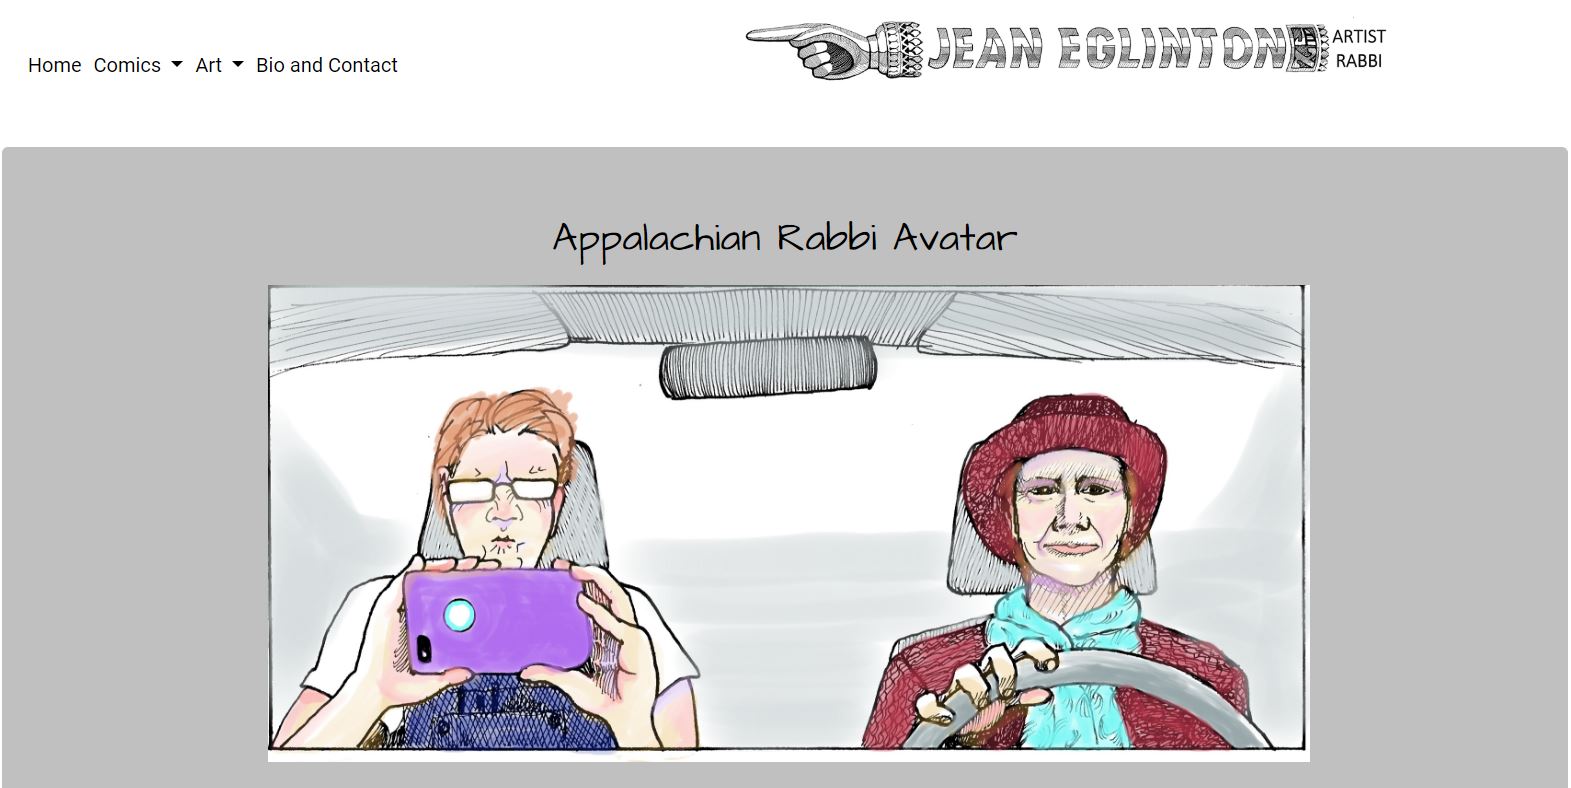 Home Comics Art Bio and Contact
JEAN EGLINTON
ARTIST
RABBI
Appalachian Rabbi Avatar